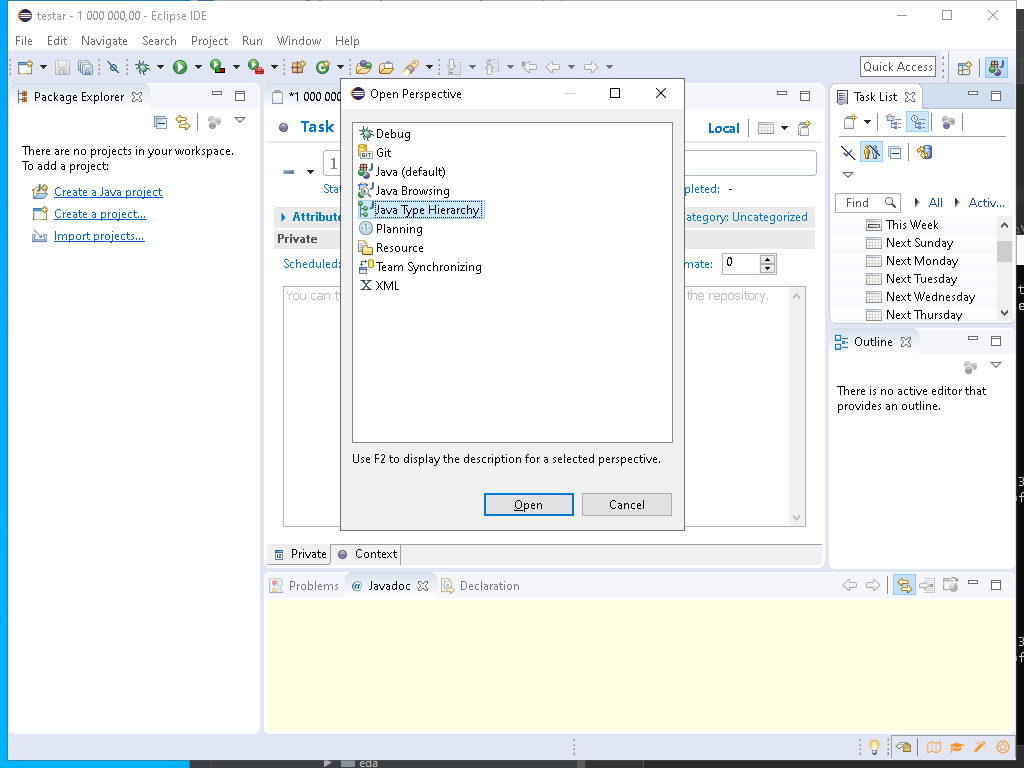 testar - 1 000 000,00 - Eclipse IDE
File Edit Navigate Search Project Run Window Help
Quick Access
Package Explorer
There are no projects in your workspace.
To add a project:
Create a Java project
Create a project...
Import projects...
*1 000 000
Task
Local
1
pleted: -
Attribute
ategory: Uncategorized
Private
Scheduled:
mate: 0
You can t
the repository.
Private Context
Open Perspective
Debug
Git
Java (default)
Java Browsing
Java Type Hierarchy
Planning
Resource
Team Synchronizing
XML
Use F2 to display the description for a selected perspective.
Open Cancel
Task List
Find All Activ...
This Week
Next Sunday
Next Monday
Next Tuesday
Next Wednesday
Next Thursday
Outline
There is no active editor that
provides an outline.
Problems @ Javadoc Declaration
eda